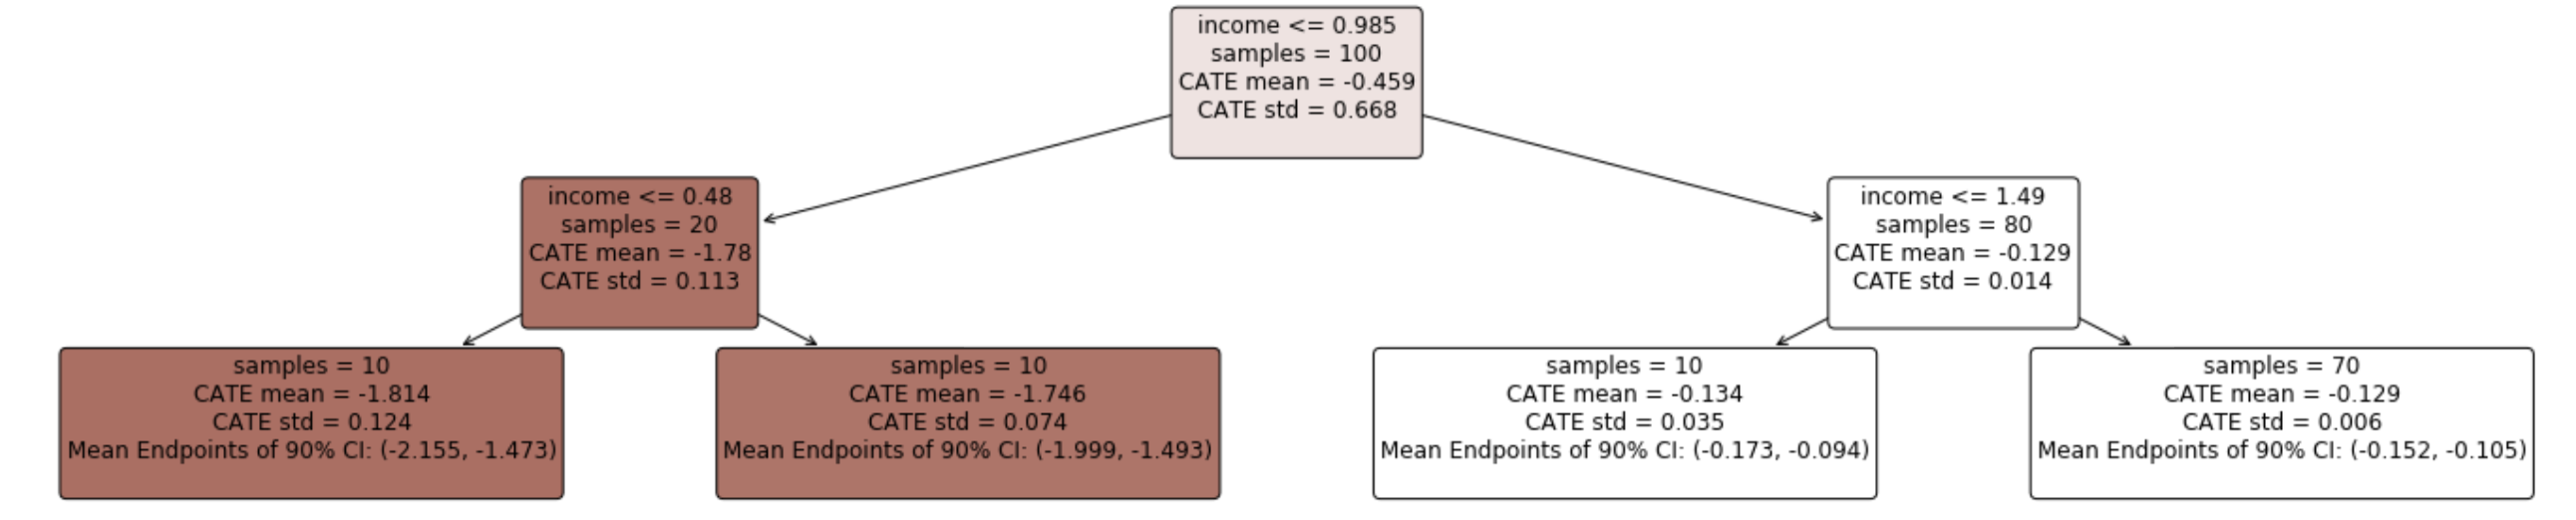 income <= 0.985
samples = 100
CATE mean = -0.459
CATE std = 0.668
income <= 0.48
samples = 20
CATE mean = -1.78
CATE std = 0.113
income <= 1.49
samples = 80
CATE mean = -0.129
CATE std = 0.014
samples = 10
CATE mean = -1.814
CATE std = 0.124
Mean Endpoints of 90% CI: (-2.155, -1.473)
samples = 10
CATE mean = -1.746
CATE std = 0.074
Mean Endpoints of 90% CI: (-1.999, -1.493)
samples = 10
CATE mean = -0.134
CATE std = 0.035
Mean Endpoints of 90% CI: (-0.173, -0.094)
samples = 70
CATE mean = -0.129
CATE std = 0.006
Mean Endpoints of 90% CI: (-0.152, -0.105)